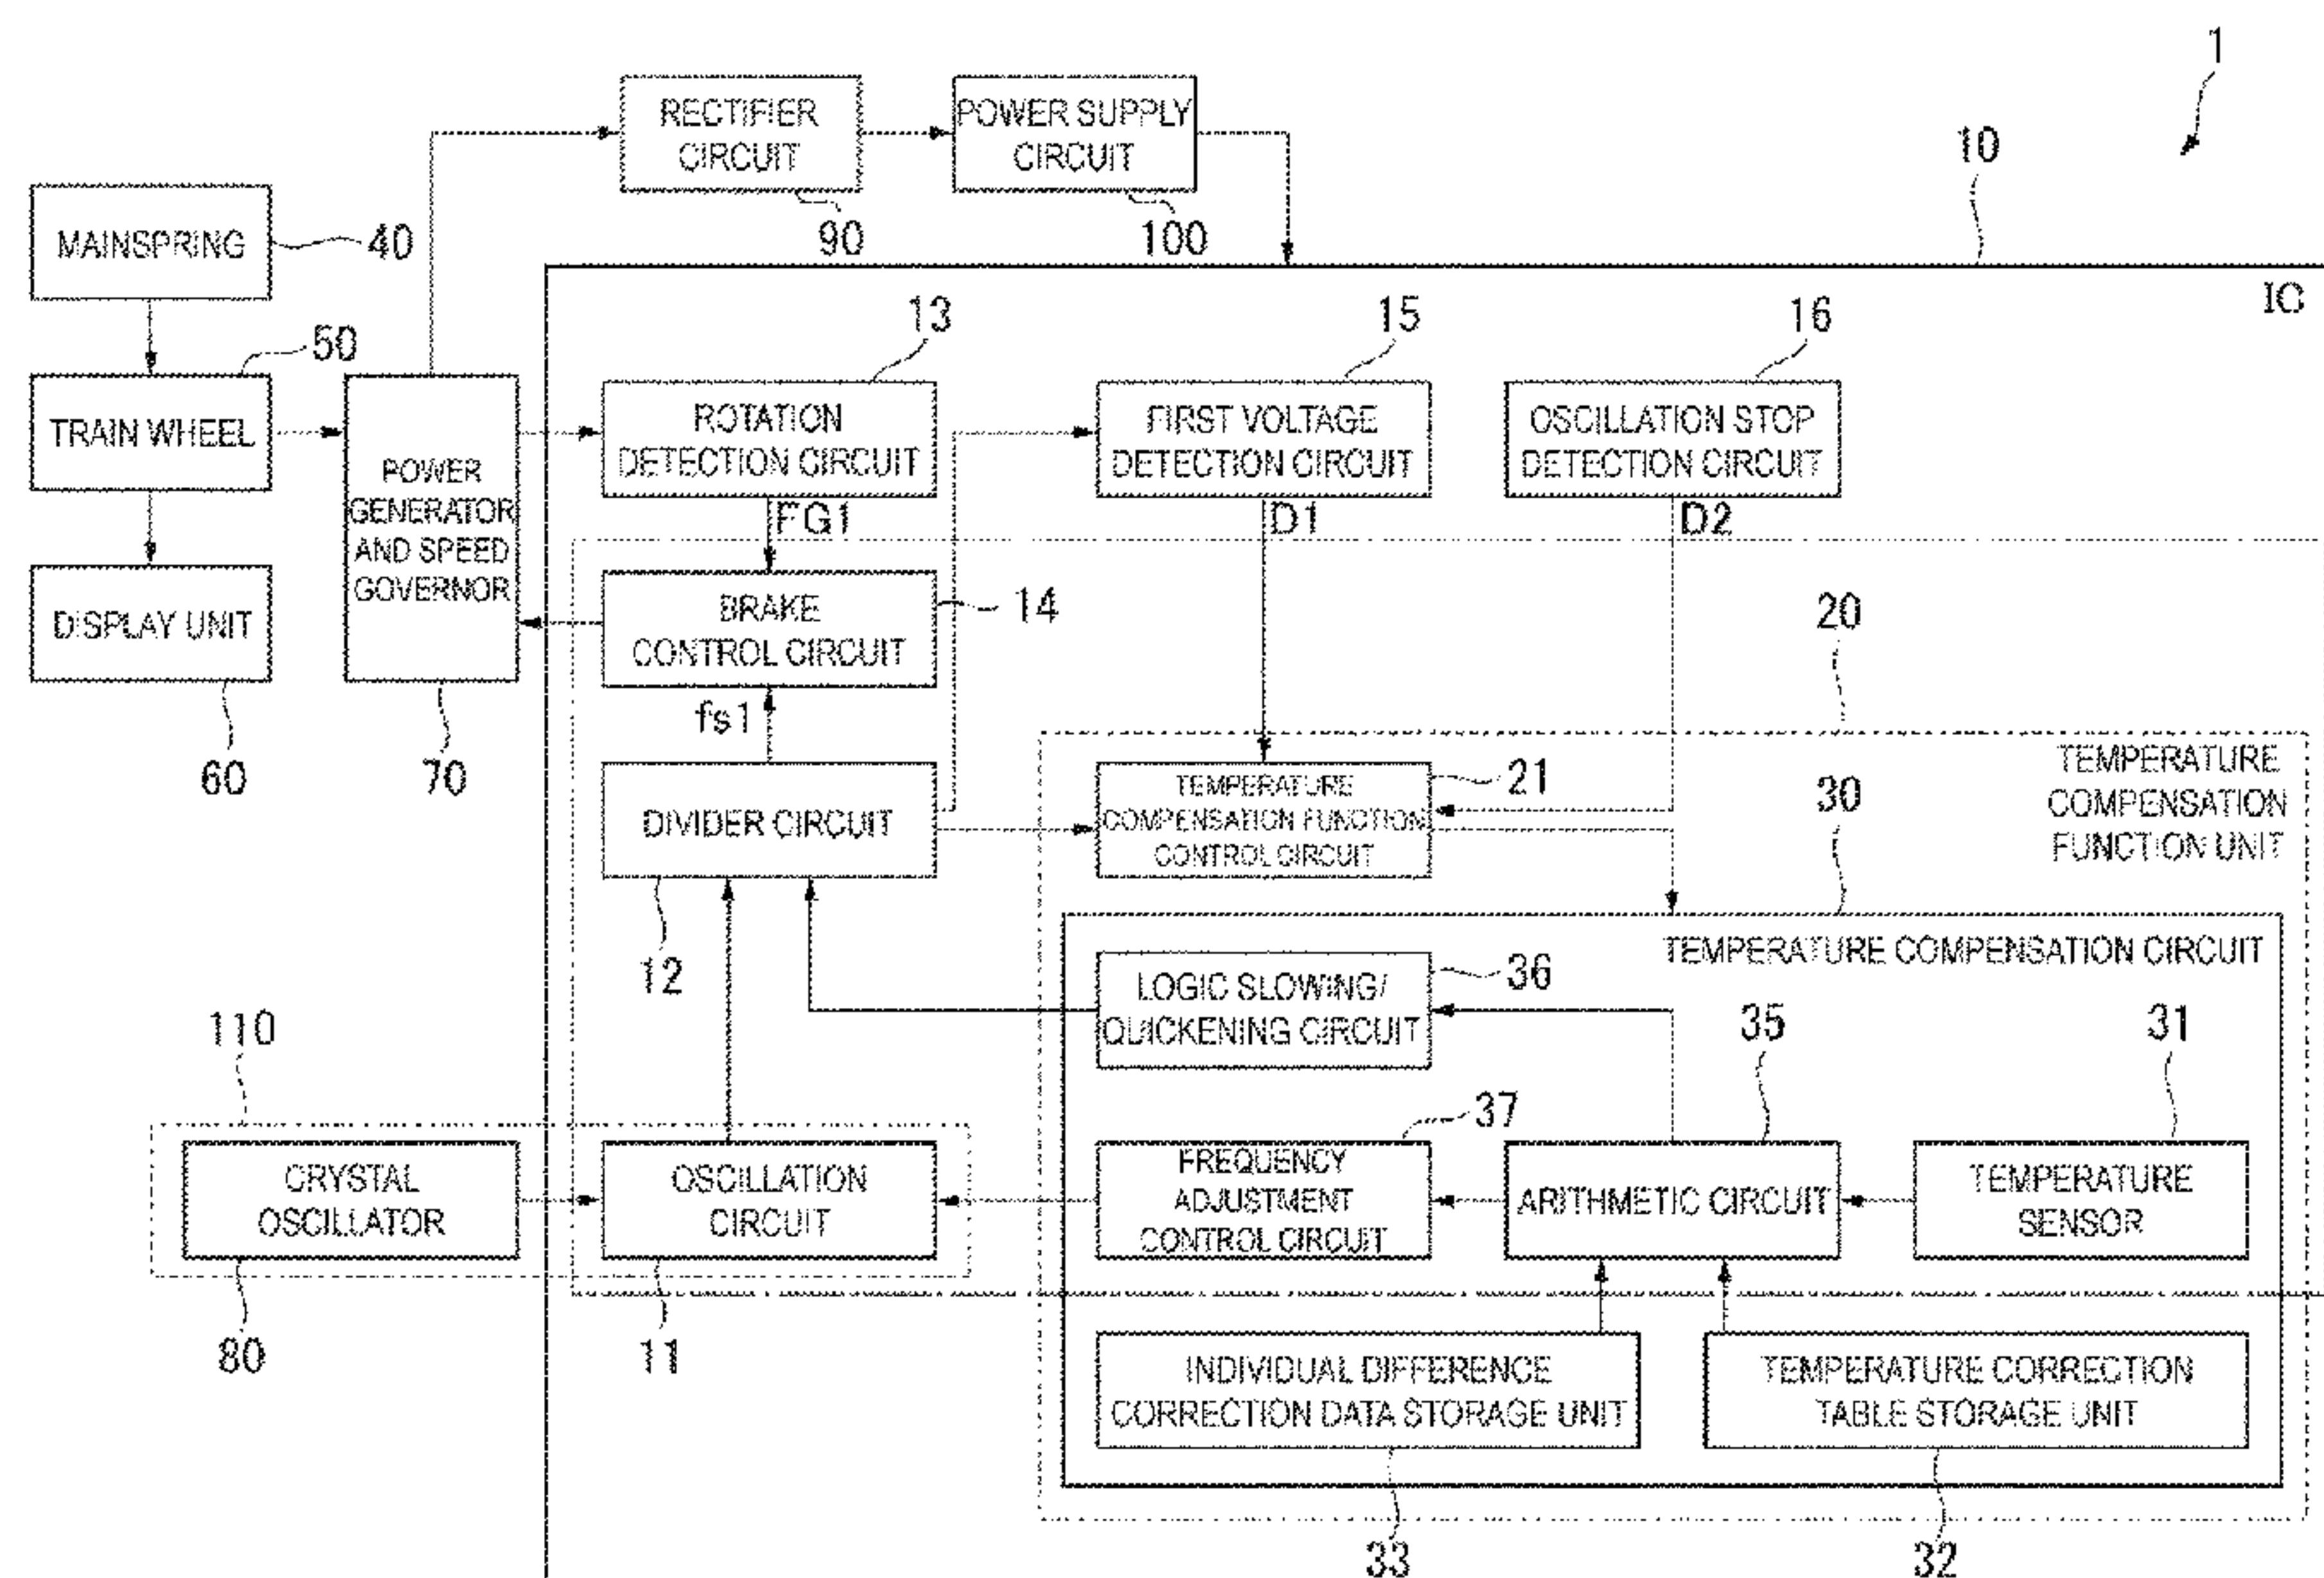 1
RECTIFIER
CIRCUIT
90
POWER SUPPLY
CIRCUIT
100
10
IC
MAINSPRING
40
TRAIN WHEEL
50
DISPLAY UNIT
60
POWER
GENERATOR
AND SPEED
GOVERNOR
70
13
ROTATION
DETECTION CIRCUIT
FG1
15
FIRST VOLTAGE
DETECTION CIRCUIT
D1
16
OSCILLATION STOP
DETECTION CIRCUIT
D2
BRAKE
CONTROL CIRCUIT
14
fs1
DIVIDER CIRCUIT
12
20
TEMPERATURE
COMPENSATION
FUNCTION UNIT
TEMPERATURE
COMPENSATION FUNCTION
CONTROL CIRCUIT
21
30
TEMPERATURE COMPENSATION CIRCUIT
LOGIC SLOWING/
QUICKENING CIRCUIT
36
110
CRYSTAL
OSCILLATOR
80
OSCILLATION
CIRCUIT
11
37
FREQUENCY
ADJUSTMENT
CONTROL CIRCUIT
35
ARITHMETIC CIRCUIT
31
TEMPERATURE
SENSOR
INDIVIDUAL DIFFERENCE
CORRECTION DATA STORAGE UNIT
33
TEMPERATURE CORRECTION
TABLE STORAGE UNIT
32